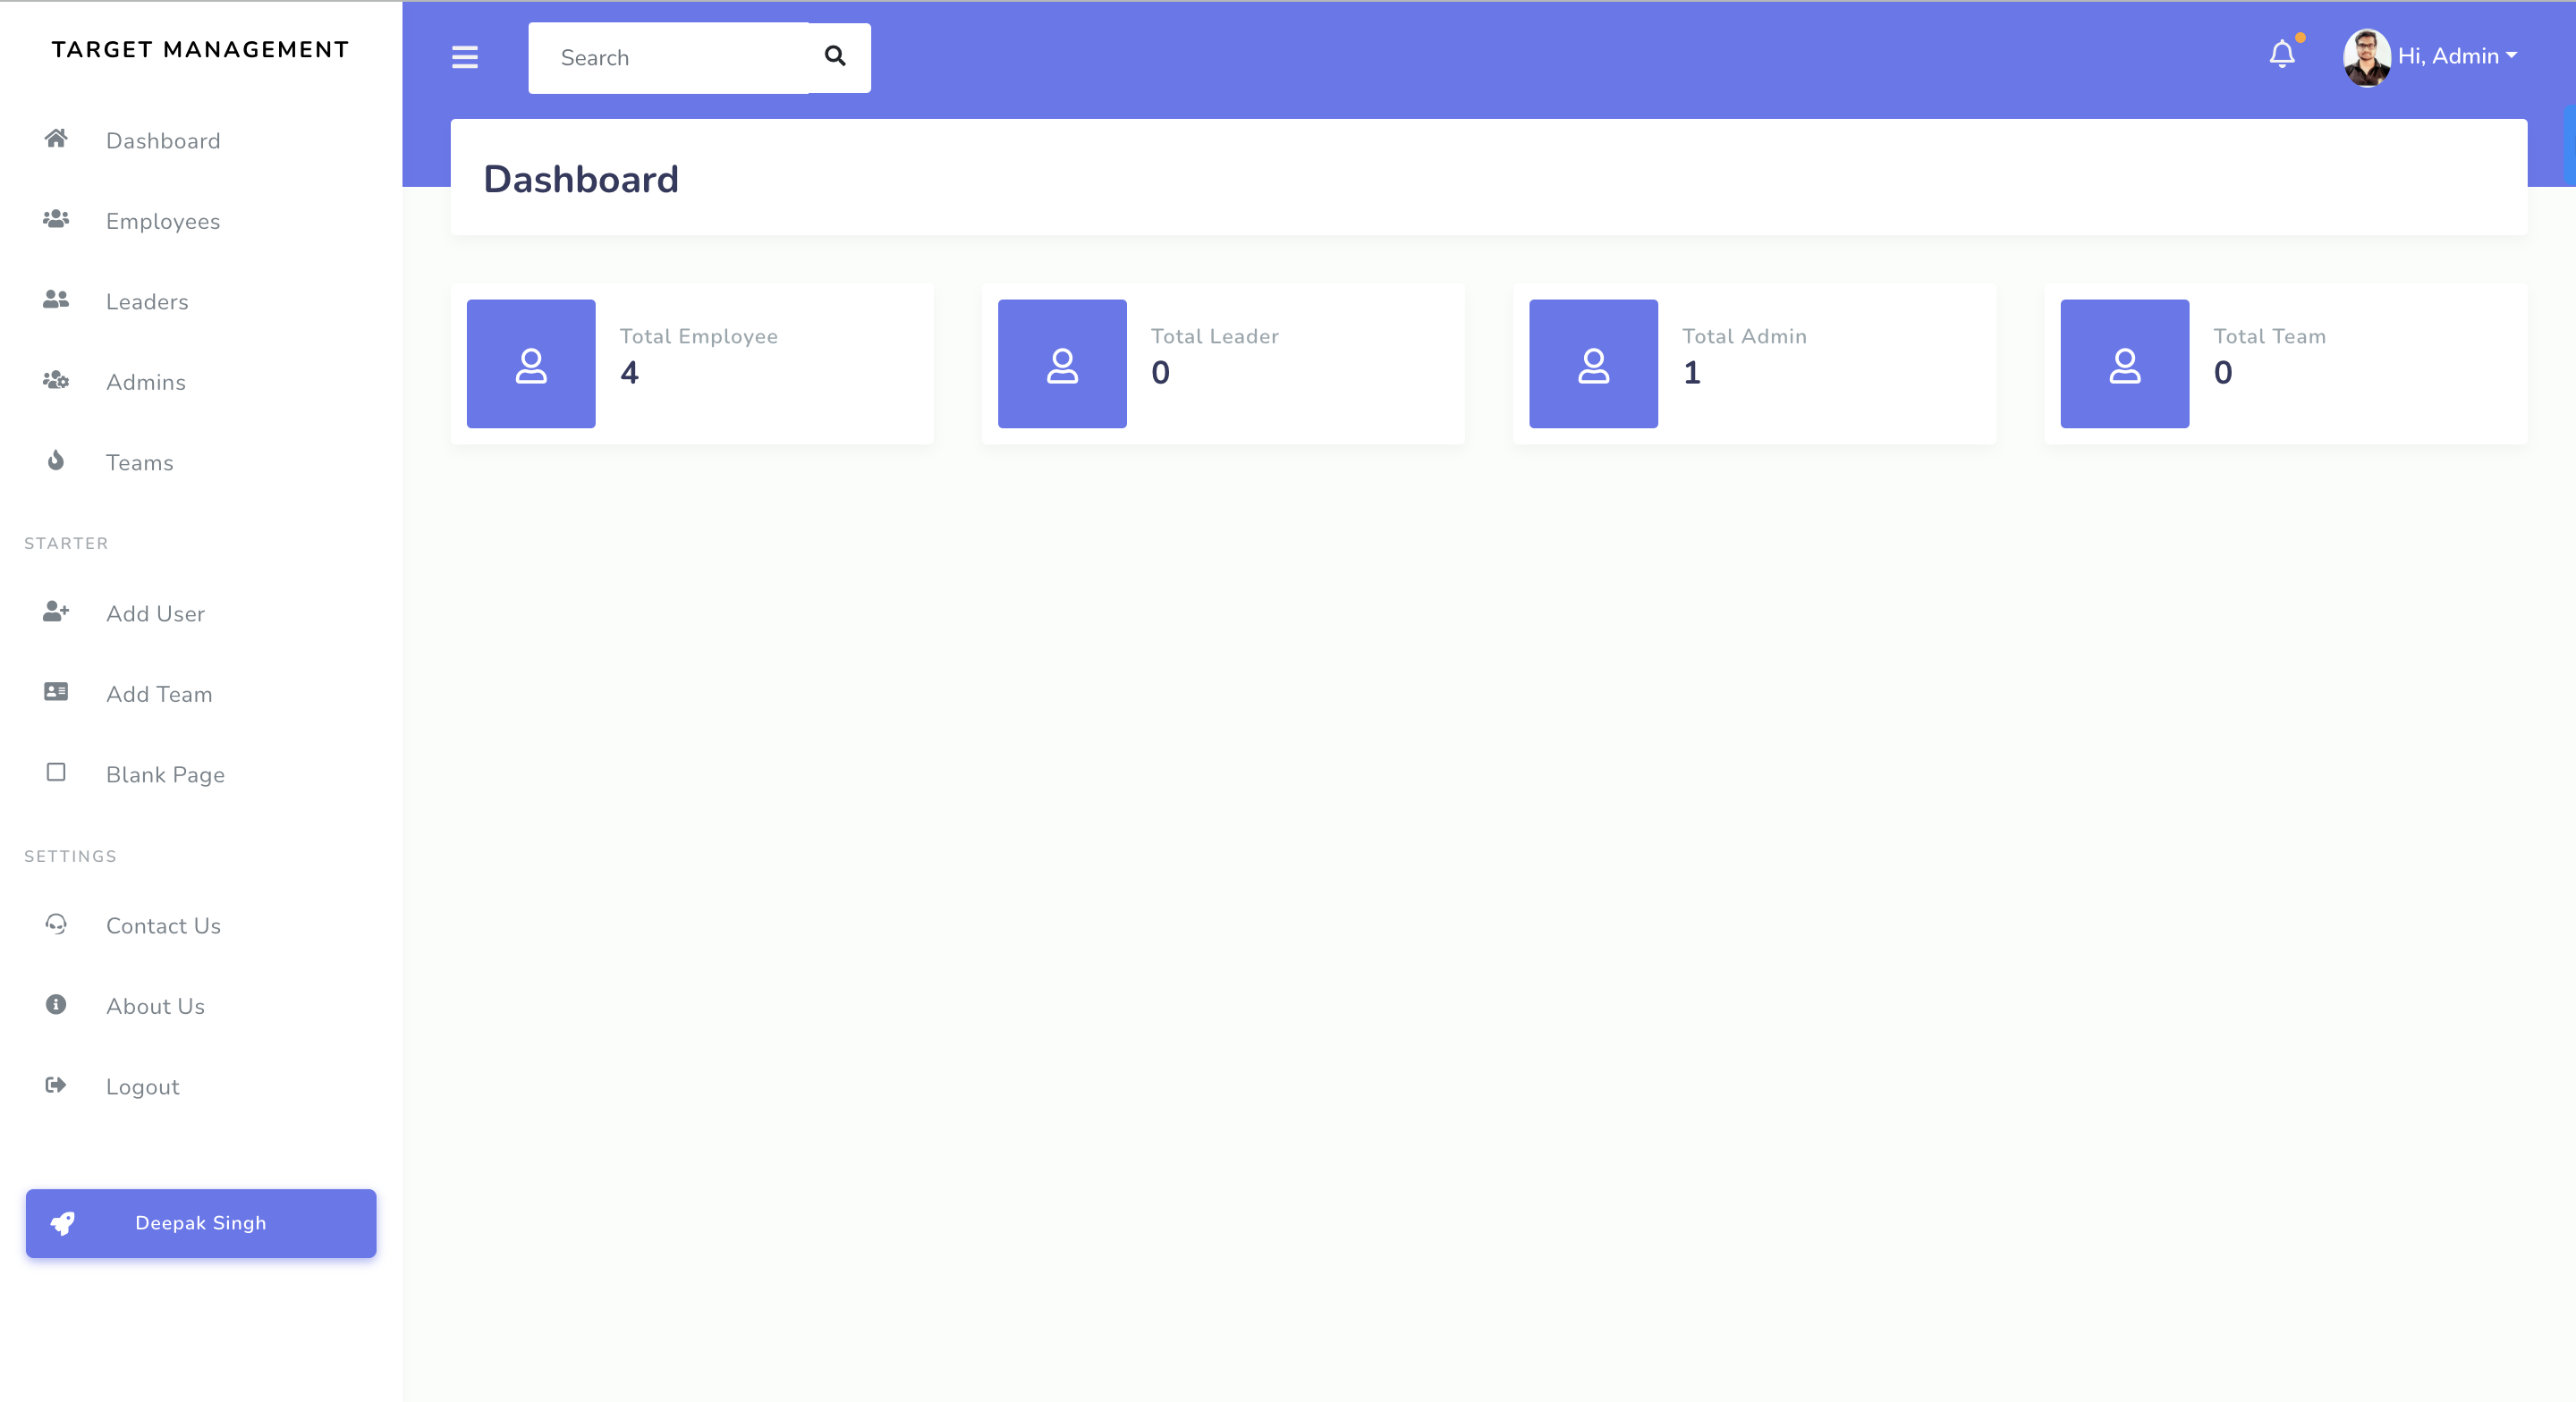 TARGET MANAGEMENT
Dashboard
Employees
Leaders
Admins
Teams
STARTER
Add User
Add Team
Blank Page
SETTINGS
Contact Us
About Us
Logout
Deepak Singh
Search
Hi, Admin
Dashboard
Total Employee
4
Total Leader
0
Total Admin
1
Total Team
0